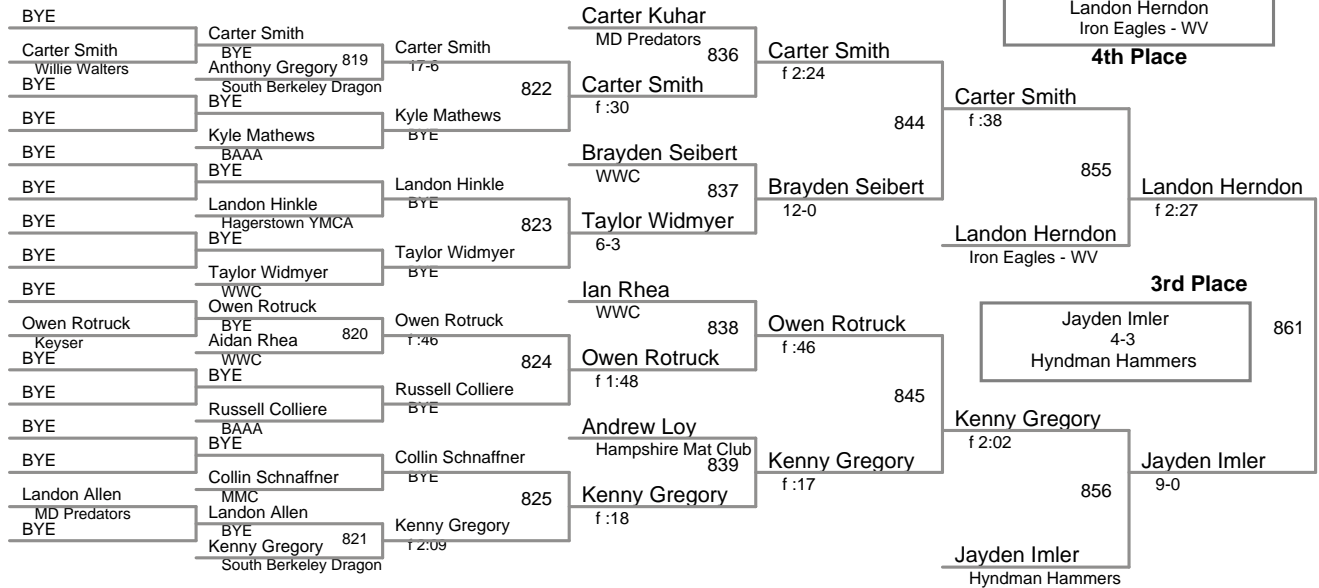 BYE
Carter Smith
Willie Walters
BYE
BYE
BYE
BYE
BYE
BYE
BYE
Owen Rotruck
Keyser
BYE
BYE
BYE
BYE
Landon Allen
MD Predators
BYE
Carter Smith
BYE
Anthony Gregory 819
South Berkeley Dragon
BYE
Kyle Mathews
BAAA
BYE
Landon Hinkle
Hagerstown YMCA
BYE
Taylor Widmyer
WWC
Owen Rotruck
BYE
Aidan Rhea 820
WWC
BYE
Russell Colliere
BAAA
BYE
Collin Schnaffner
MMC
Landon Allen
BYE
Kenny Gregory 821
South Berkeley Dragon
Carter Smith
17-6
822
Kyle Mathews
BYE
Landon Hinkle
BYE
823
Taylor Widmyer
BYE
Owen Rotruck
f :46
824
Russell Colliere
BYE
Collin Schnaffner
BYE
825
Kenny Gregory
f 2:09
Carter Kuhar
MD Predators
836
Carter Smith
f :30
Brayden Seibert
WWC
837
Taylor Widmyer
6-3
Ian Rhea
WWC
838
Owen Rotruck
f 1:48
Andrew Loy
Hampshire Mat Club
839
Kenny Gregory
f :18
Carter Smith
f 2:24
844
Brayden Seibert
12-0
Owen Rotruck
f :46
845
Kenny Gregory
f :17
Carter Smith
f :38
855
Landon Herndon
Iron Eagles - WV
Kenny Gregory
f 2:02
856
Jayden Imler
Hyndman Hammers
Landon Herndon
f 2:27
861
Jayden Imler
9-0
Landon Herndon
Iron Eagles - WV
4th Place
3rd Place
Jayden Imler
4-3
Hyndman Hammers